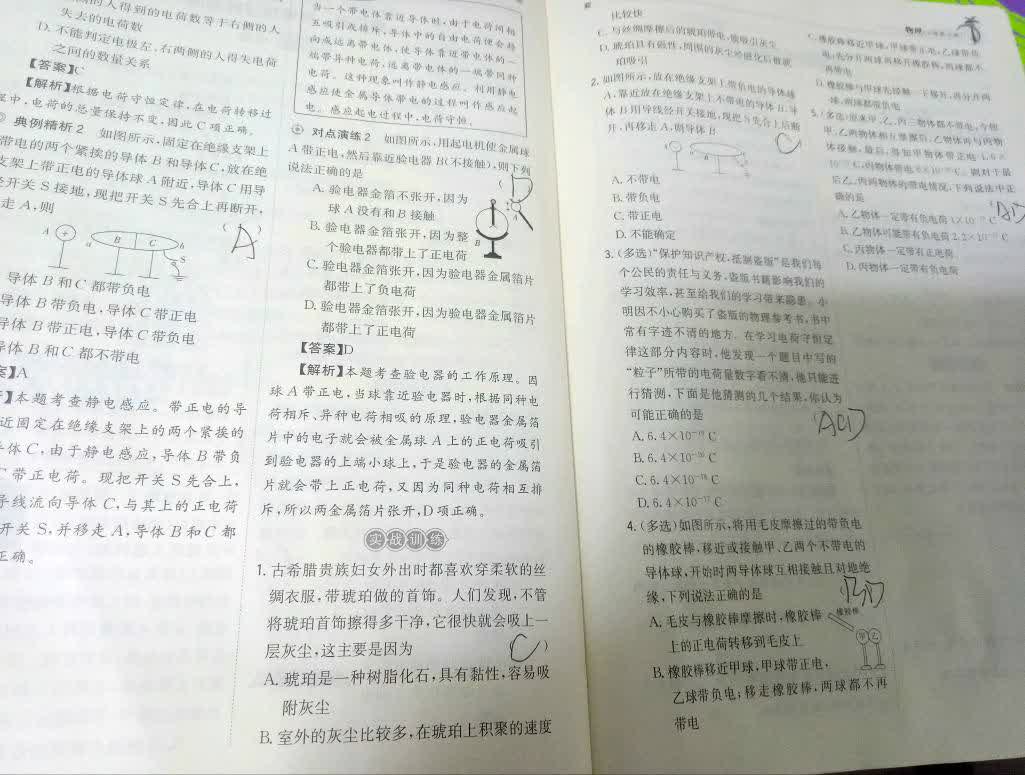 的人得到的电荷数等于右侧的人
失去的电荷数
D. 不能判定电极左、右两侧的人得失电荷
之间的数量关系
【答案】C
【解析】根据电荷守恒定律,在电荷转移过
程中,电荷的总量保持不变,因此C项正确。
典例精析2 如图所示,固定在绝缘支架上
带电的两个紧挨的导体B和导体C,放在绝
支架上带正电的导体球A附近,导体C用导
开关S接地,现把开关S先合上再断开,
走A,则
( )
A
A
+
a
B
C
b
S
导体B和C都带负电
导体B带负电,导体C带正电
导体B带正电,导体C带负电
导体B和C都不带电
】A
】本题考查静电感应。带正电的导
近固定在绝缘支架上的两个紧挨的
体C,由于静电感应,导体B带负
C带正电荷。现把开关S先合上,
导线流向导体C,与其上的正电荷
开关S,并移走A,导体B和C都
正确。
当一个带电体靠近导体时,由于电荷间相
互吸引或排斥,导体中的自由电荷便会趋
向或远离带电体,使导体靠近带电体的一
端带异种电荷,远离带电体的一端带同种
电荷。这种现象叫作静电感应。利用静电
感应使金属导体带电的过程叫作感应起
电。感应起电过程中,电荷守恒。
对点演练2 如图所示,用起电机使金属球
A带正电,然后靠近验电器B(不接触),则下列
说法正确的是
( )
D
A. 验电器金箔不张开,因为
球A没有和B接触
B. 验电器金箔张开,因为整
个验电器都带上了正电荷
A
B
C. 验电器金箔张开,因为验电器金属箔片
都带上了负电荷
D. 验电器金箔张开,因为验电器金属箔片
都带上了正电荷
【答案】D
【解析】本题考查验电器的工作原理。因
球A带正电,当球靠近验电器时,根据同种电
荷相斥、异种电荷相吸的原理,验电器金属箔
片中的电子就会被金属球A上的正电荷吸引
到验电器的上端小球上,于是验电器的金属箔
片就会带上正电荷,又因为同种电荷相互排
斥,所以两金属箔片张开,D项正确。
实战训练
1. 古希腊贵族妇女外出时都喜欢穿柔软的丝
绸衣服,带琥珀做的首饰。人们发现,不管
将琥珀首饰擦得多干净,它很快就会吸上一
层灰尘,这主要是因为
C )
A. 琥珀是一种树脂化石,具有黏性,容易吸
附灰尘
B. 室外的灰尘比较多,在琥珀上积聚的速度
比较快
C. 与丝绸摩擦后的琥珀带电,能吸引灰尘
D. 琥珀具有磁性,周围的灰尘 磁化后被琥
珀吸引
2. 如图所示,放在绝缘支架上带负电的导体球
A,靠近放在绝缘支架上不带电的导体B,导
体B用导线经开关接地,现把S先合上后断
开,再移走A,则导体B
C
A. 不带电
B. 带负电
C. 带正电
D. 不能确定
3. (多选)“保护知识产权,抵制盗版”是我们每
个公民的责任与义务,盗版书籍影响我们的
学习效率,甚至给我们的学习带来隐患。小
明因不小心购买了盗版的物理参考书,书中
常有字迹不清的地方。在学习电荷守恒定
律这部分内容时,他发现一个题目中写的
“粒子”所带的电荷量数字看不清,他只能进
行猜测,下面是他猜测的几个结果,你认为
可能正确的是
ACD
A. 6.4×10⁻¹⁹ C
B. 6.4×10⁻²⁰ C
C. 6.4×10⁻¹⁸ C
D. 6.4×10⁻¹⁷ C
4. (多选)如图所示,将用毛皮摩擦过的带负电
的橡胶棒,移近或接触甲、乙两个不带电的
导体球,开始时两导体球互相接触且对地绝
缘,下列说法正确的是
BD
A. 毛皮与橡胶棒摩擦时,橡胶棒
上的正电荷转移到毛皮上
橡胶棒
甲
乙
B. 橡胶棒移近甲球,甲球带正电,
乙球带负电;移走橡胶棒,两球都不再
带电
物理
C. 橡胶棒移近甲球,甲球带正电,乙球带负
电;先分开两球再移开橡胶棒,两球都不
再带电
D. 橡胶棒与甲球先接触一下移开,再分开两
球,两球都带负电
5. (多选)原来甲、乙、丙三物体都不带电,今使
甲、乙两物体相互摩擦后,乙物体再与丙物
体接触,最后,得知甲物体带正电
丙物体带电
后乙、丙两物体的带电情况,下列说法中正
确的是
AD
A. 乙物体一定带有负电荷
B. 乙物体可能带有负电荷
C. 丙物体一定带有正电荷
D. 丙物体一定带有负电荷